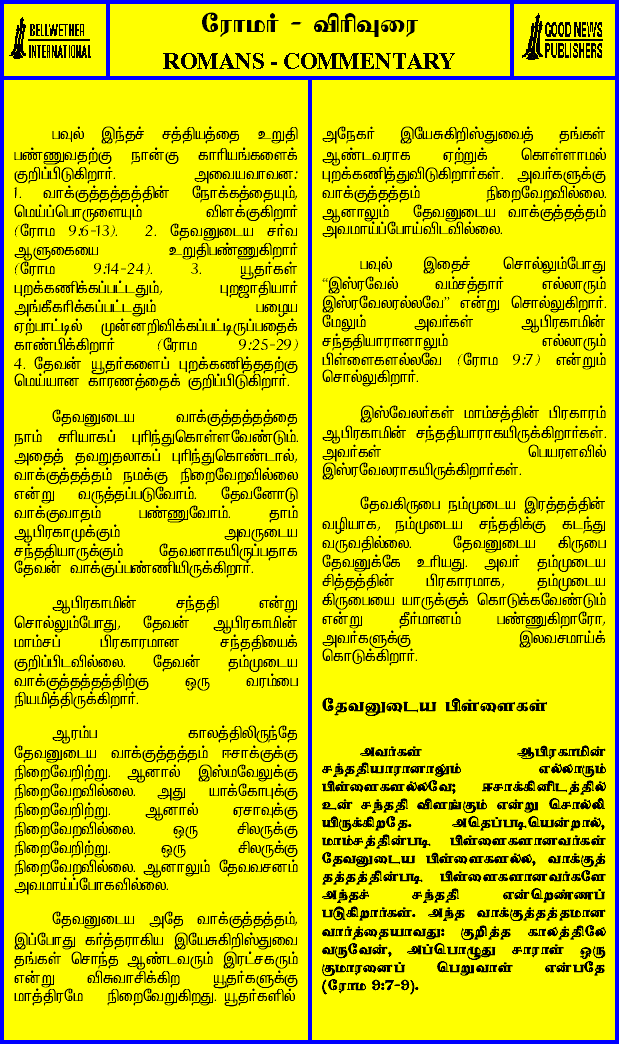 BELLWETHER
INTERNATIONAL
ரோமர் - விரிவுரை
ROMANS - COMMENTARY
GOOD NEWS
PUBLISHERS
பவுல் இந்தச் சத்தியத்தை உறுதி
பண்ணுவதற்கு நான்கு காரியங்களைக்
குறிப்பிடுகிறார். அவையாவன:
1. வாக்குத்தத்தத்தின் நோக்கத்தையும்,
மெய்ப்பொருளையும் விளக்குகிறார்
(ரோம 9:6-13). 2. தேவனுடைய சர்வ
ஆளுகையை உறுதிபண்ணுகிறார்
(ரோம 9:14-24). 3. யூதர்கள்
புறக்கணிக்கப்பட்டதும், புறஜாதியார்
அங்கீகரிக்கப்பட்டதும் பழைய
ஏற்பாட்டில் முன்னறிவிக்கப்பட்டிருப்பதைக்
காண்பிக்கிறார் (ரோம 9:25-29)
4. தேவன் யூதர்களைப் புறக்கணித்ததற்கு
மெய்யான காரணத்தைக் குறிப்பிடுகிறார்.
தேவனுடைய வாக்குத்தத்தத்தை
நாம் சரியாகப் புரிந்துகொள்ளவேண்டும்.
அதைத் தவறுதலாகப் புரிந்துகொண்டால்,
வாக்குத்தத்தம் நமக்கு நிறைவேறவில்லை
என்று வருத்தப்படுவோம். தேவனோடு
வாக்குவாதம் பண்ணுவோம். தாம்
ஆபிரகாமுக்கும் அவருடைய
சந்ததியாருக்கும் தேவனாகயிருப்பதாக
தேவன் வாக்குப்பண்ணியிருக்கிறார்.
ஆபிரகாமின் சந்ததி என்று
சொல்லும்போது, தேவன் ஆபிரகாமின்
மாம்சப் பிரகாரமான சந்ததியைக்
குறிப்பிடவில்லை. தேவன் தம்முடைய
வாக்குத்தத்தத்திற்கு ஒரு வரம்பை
நியமித்திருக்கிறார்.
ஆரம்ப காலத்திலிருந்தே
தேவனுடைய வாக்குத்தத்தம் ஈசாக்குக்கு
நிறைவேறிற்று. ஆனால் இஸ்மவேலுக்கு
நிறைவேறவில்லை. அது யாக்கோபுக்கு
நிறைவேறிற்று. ஆனால் ஏசாவுக்கு
நிறைவேறவில்லை. ஒரு சிலருக்கு
நிறைவேறிற்று. ஒரு சிலருக்கு
நிறைவேறவில்லை. ஆனாலும் தேவவசனம்
அவமாய்ப்போகவில்லை.
தேவனுடைய அதே வாக்குத்தத்தம்,
இப்போது கர்த்தராகிய இயேசுகிறிஸ்துவை
தங்கள் சொந்த ஆண்டவரும் இரட்சகரும்
என்று விசுவாசிக்கிற யூதர்களுக்கு
மாத்திரமே நிறைவேறுகிறது. யூதர்களில்
அநேகர் இயேசுகிறிஸ்துவைத் தங்கள்
ஆண்டவராக ஏற்றுக் கொள்ளாமல்
புறக்கணித்துவிடுகிறார்கள். அவர்களுக்கு
வாக்குத்தத்தம் நிறைவேறவில்லை.
ஆனாலும் தேவனுடைய வாக்குத்தத்தம்
அவமாய்ப்போய்விடவில்லை.
பவுல் இதைச் சொல்லும்போது
“இஸ்ரவேல் வம்சத்தார் எல்லாரும்
இஸ்ரவேலரல்லவே” என்று சொல்லுகிறார்.
மேலும் அவர்கள் ஆபிரகாமின்
சந்ததியாரானாலும் எல்லாரும்
பிள்ளைகளல்லவே (ரோம 9:7) என்றும்
சொல்லுகிறார்.
இஸ்வேலர்கள் மாம்சத்தின் பிரகாரம்
ஆபிரகாமின் சந்ததியாராகயிருக்கிறார்கள்.
அவர்கள் பெயரளவில்
இஸ்ரவேலராகயிருக்கிறார்கள்.
தேவகிருபை நம்முடைய இரத்தத்தின்
வழியாக, நம்முடைய சந்ததிக்கு கடந்து
வருவதில்லை. தேவனுடைய கிருபை
தேவனுக்கே உரியது. அவர் தம்முடைய
சித்தத்தின் பிரகாரமாக, தம்முடைய
கிருபையை யாருக்குக் கொடுக்கவேண்டும்
என்று தீர்மானம் பண்ணுகிறாரோ,
அவர்களுக்கு இலவசமாய்க்
கொடுக்கிறார்.
தேவனுடைய பிள்ளைகள்
அவர்கள் ஆபிரகாமின்
சந்ததியாரானாலும் எல்லாரும்
பிள்ளைகளல்லவே; ஈசாக்கினிடத்தில்
உன் சந்ததி விளங்கும் என்று சொல்லி
யிருக்கிறதே. அதெப்படியென்றால்,
மாம்சத்தின்படி பிள்ளைகளானவர்கள்
தேவனுடைய பிள்ளைகளல்ல, வாக்குத்
தத்தத்தின்படி பிள்ளைகளானவர்களே
அந்தச் சந்ததி என்றெண்ணப்
படுகிறார்கள். அந்த வாக்குத்தத்தமான
வார்த்தையாவது: குறித்த காலத்திலே
வருவேன், அப்பொழுது சாராள் ஒரு
குமாரனைப் பெறுவாள் என்பதே
(ரோம 9:7-9).